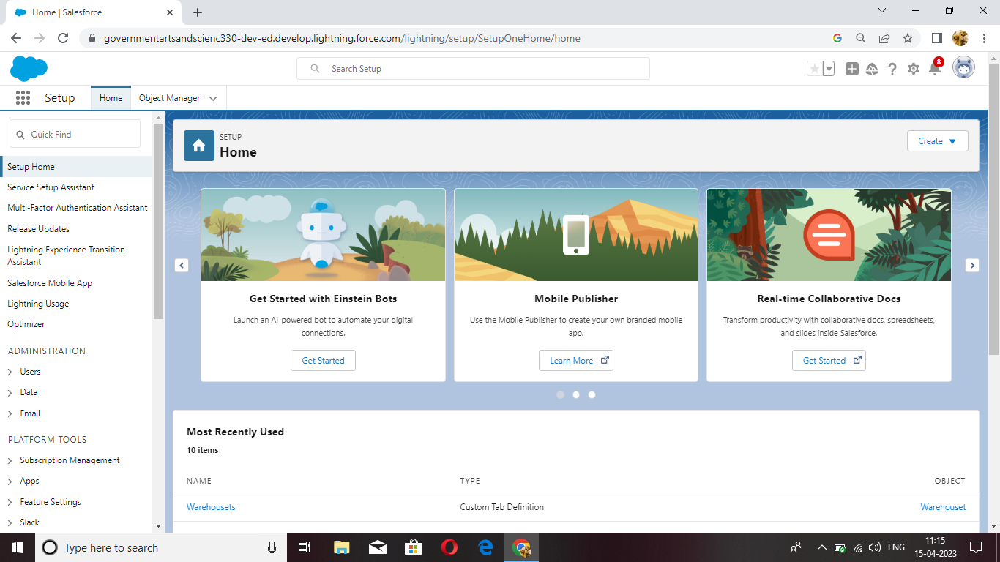 Home | Salesforce
governmentartsandscienc330-dev-ed.develop.lightning.force.com/lightning/setup/SetupOneHome/home
Search Setup
8
Setup
Home
Object Manager
Quick Find
Setup Home
Service Setup Assistant
Multi-Factor Authentication Assistant
Release Updates
Lightning Experience Transition
Assistant
Salesforce Mobile App
Lightning Usage
Optimizer
ADMINISTRATION
Users
Data
Email
PLATFORM TOOLS
Subscription Management
Apps
Feature Settings
Slack
SETUP
Home
Create
Get Started with Einstein Bots
Launch an AI-powered bot to automate your digital
connections.
Get Started
Mobile Publisher
Use the Mobile Publisher to create your own branded mobile
app.
Learn More
Real-time Collaborative Docs
Transform productivity with collaborative docs, spreadsheets,
and slides inside Salesforce.
Get Started
Most Recently Used
10 items
NAME TYPE OBJECT
Warehousets Custom Tab Definition Warehouset
Type here to search
ENG
11:15
15-04-2023